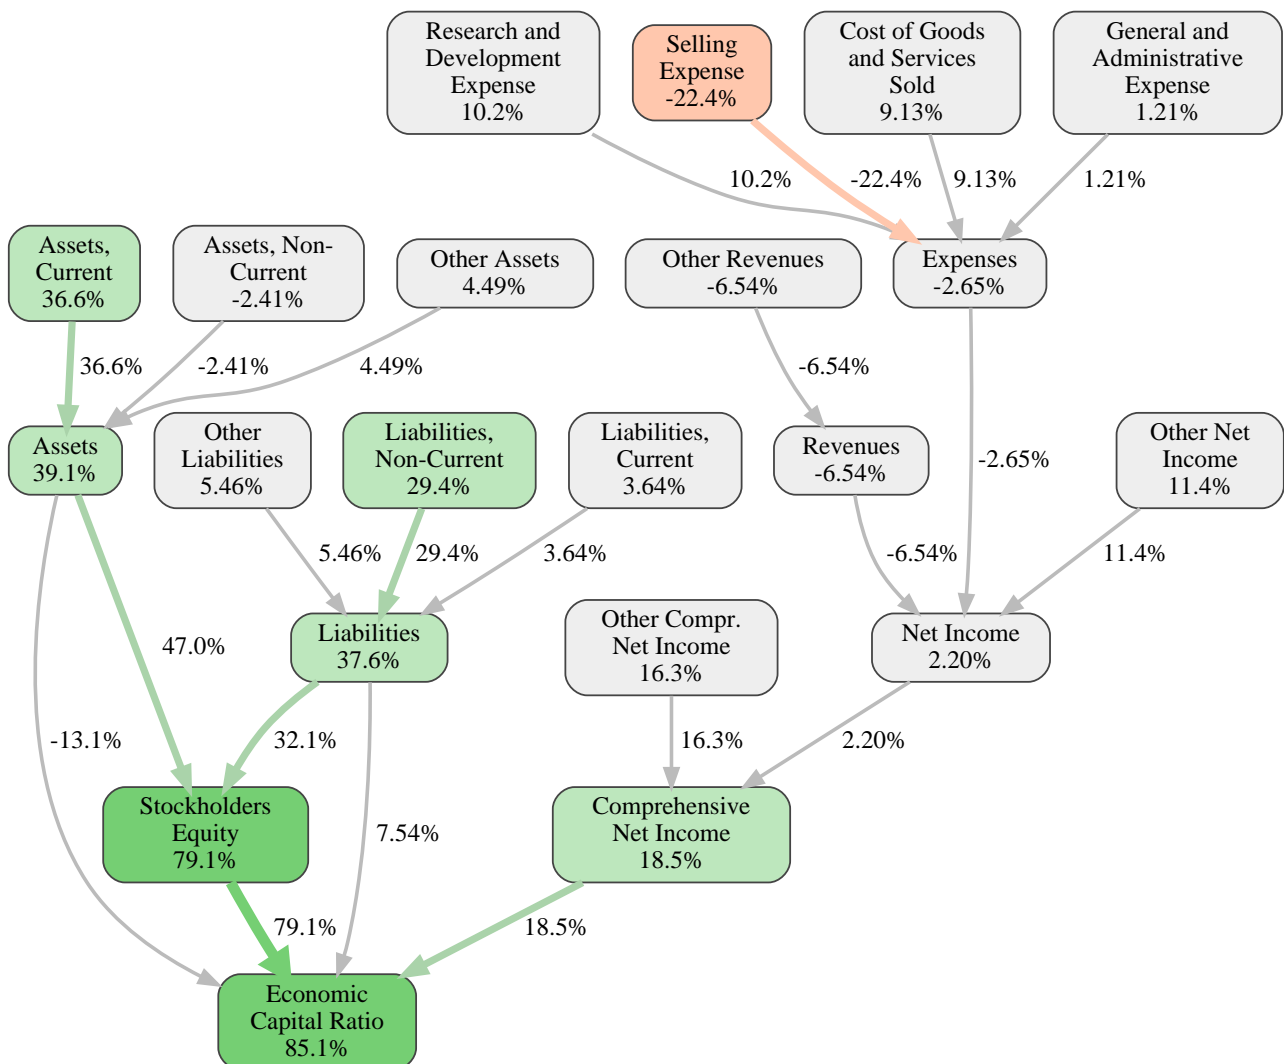 Research and
Development
Expense
10.2%
Selling
Expense
-22.4%
Cost of Goods
and Services
Sold
9.13%
General and
Administrative
Expense
1.21%
10.2%
-22.4%
9.13%
1.21%
Assets,
Current
36.6%
Assets, Non-
Current
-2.41%
Other Assets
4.49%
Other Revenues
-6.54%
Expenses
-2.65%
36.6%
-2.41%
4.49%
-6.54%
-2.65%
Assets
39.1%
Other
Liabilities
5.46%
Liabilities,
Non-Current
29.4%
Liabilities,
Current
3.64%
Revenues
-6.54%
Other Net
Income
11.4%
5.46%
29.4%
3.64%
-6.54%
11.4%
47.0%
Liabilities
37.6%
Other Compr.
Net Income
16.3%
Net Income
2.20%
-13.1%
32.1%
16.3%
2.20%
Stockholders
Equity
79.1%
7.54%
Comprehensive
Net Income
18.5%
79.1%
18.5%
Economic
Capital Ratio
85.1%